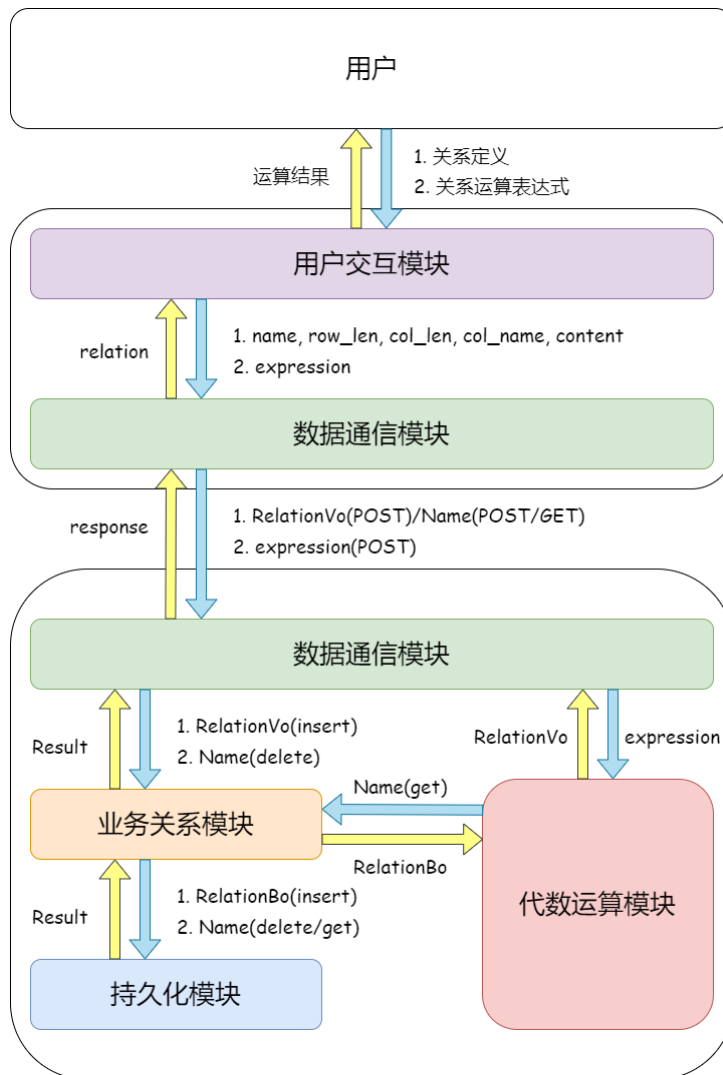 用户
运算结果
1. 关系定义
2. 关系运算表达式
用户交互模块
relation
1. name, row_len, col_len, col_name, content
2. expression
数据通信模块
response
1. RelationVo(POST)/Name(POST/GET)
2. expression(POST)
数据通信模块
Result
1. RelationVo(insert)
2. Name(delete)
RelationVo
expression
Name(get)
业务关系模块
RelationBo
代数运算模块
Result
1. RelationBo(insert)
2. Name(delete/get)
持久化模块